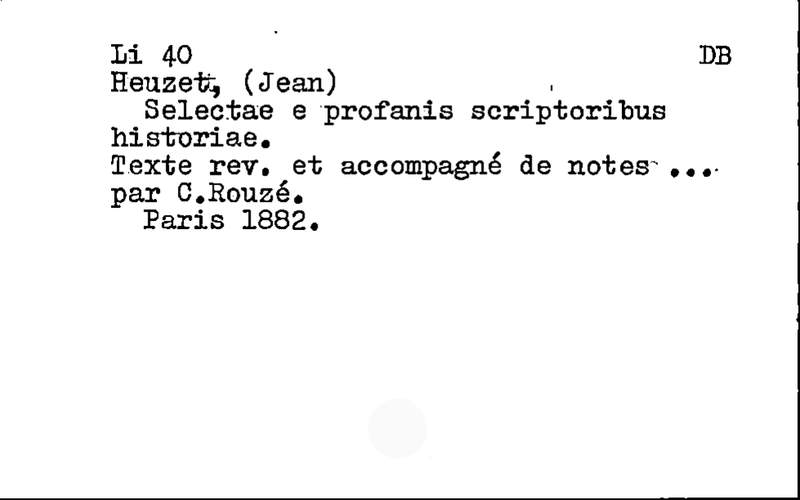 Li 40 DB
Heuzet, (Jean)
Selectae e profanis scriptoribus
historiae.
Texte rev. et accompagné de notes ...
par C.Rouzé.
Paris 1882.